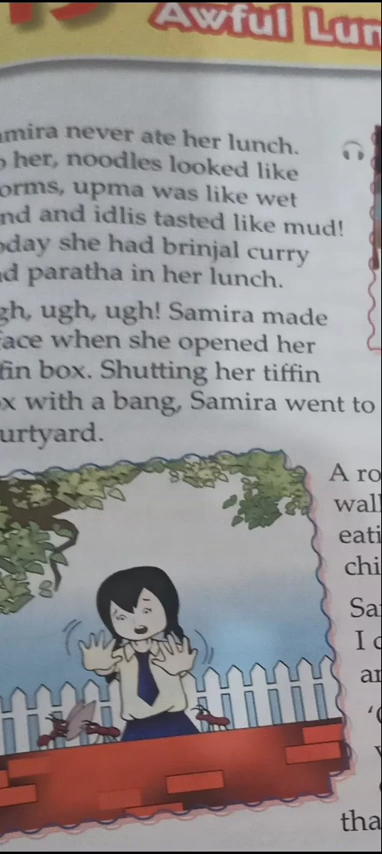 Awful Lun
amira never ate her lunch.
o her, noodles looked like
orms, upma was like wet
nd and idlis tasted like mud!
oday she had brinjal curry
nd paratha in her lunch.
gh, ugh, ugh! Samira made
face when she opened her
fin box. Shutting her tiffin
x with a bang, Samira went to
urtyard.
A ro
wall
eati
chi
Sa
I c
ar
tha